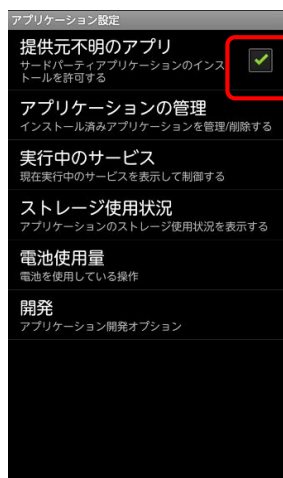 アプリケーション設定
提供元不明のアプリ
サードパーティアプリケーションのインス
トールを許可する
アプリケーションの管理
インストール済みアプリケーションを管理/削除する
実行中のサービス
現在実行中のサービスを表示して制御する
ストレージ使用状況
アプリケーションのストレージ使用状況を表示する
電池使用量
電池を使用している操作
開発
アプリケーション開発オプション